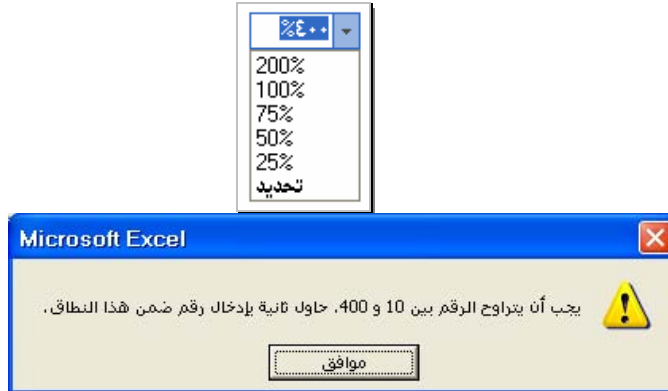 %٤٠٠
200%
100%
75%
50%
25%
تحديد
Microsoft Excel
يجب أن يتراوح الرقم بين 10 و 400. حاول ثانية بإدخال رقم ضمن هذا النطاق.
موافق